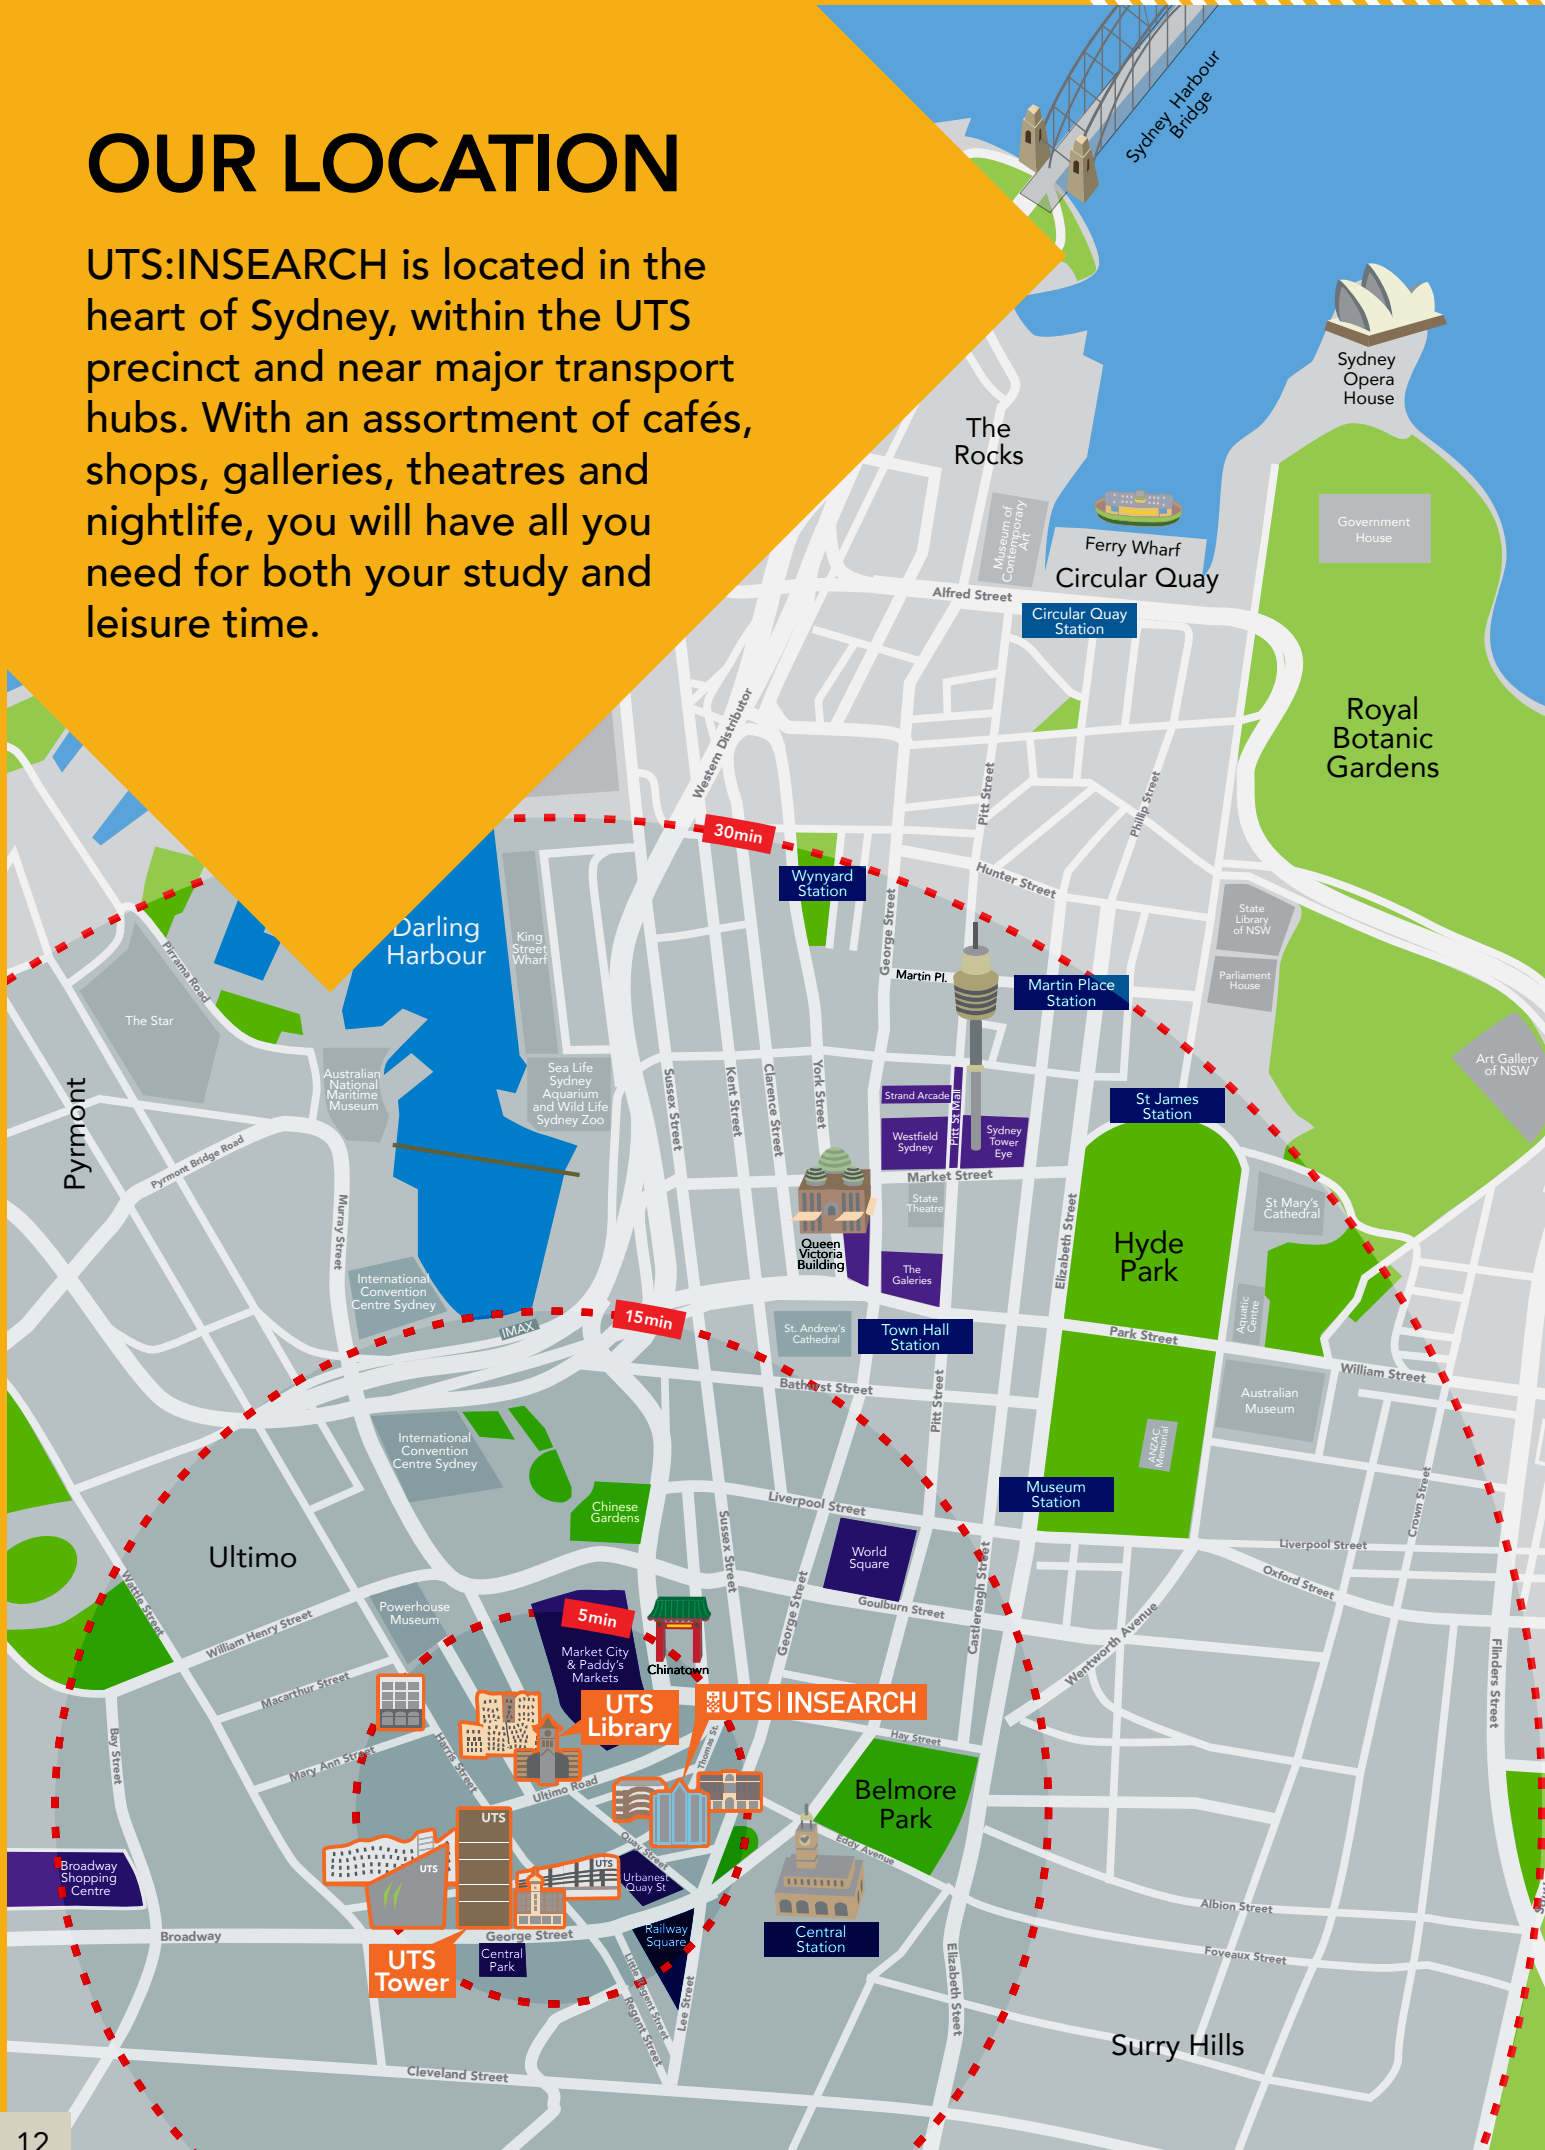 OUR LOCATION
UTS:INSEARCH is located in the
heart of Sydney, within the UTS
precinct and near major transport
hubs. With an assortment of cafés,
shops, galleries, theatres and
nightlife, you will have all you
need for both your study and
leisure time.
Sydney Harbour
Bridge
Sydney
Opera
House
The
Rocks
Museum of
Contemporary
Art
Ferry Wharf
Circular Quay
Government
House
Alfred Street
Circular Quay
Station
Royal
Botanic
Gardens
Western Distributor
Pitt Street
Phillip Street
30min
Wynyard
Station
Hunter Street
George Street
State
Library
of NSW
Darling
Harbour
King
Street
Wharf
Pirrama Road
Martin Pl.
Martin Place
Station
Parliament
House
The Star
Art Gallery
of NSW
Australian
National
Maritime
Museum
Sea Life
Sydney
Aquarium
and Wild Life
Sydney Zoo
Sussex Street
Kent Street
Clarence Street
York Street
Strand Arcade
Pitt St Mall
St James
Station
Pyrmont
Westfield
Sydney
Sydney
Tower
Eye
Pyrmont Bridge Road
Market Street
Murray Street
State
Theatre
St Mary's
Cathedral
Elizabeth Street
Hyde
Park
Queen
Victoria
Building
The
Galeries
International
Convention
Centre Sydney
Aquatic
Centre
15min
IMAX
St. Andrew's
Cathedral
Town Hall
Station
Park Street
William Street
Bathurst Street
Pitt Street
Australian
Museum
International
Convention
Centre Sydney
ANZAC
Memorial
Museum
Station
Chinese
Gardens
Liverpool Street
Crown Street
Sussex Street
World
Square
Liverpool Street
Ultimo
Oxford Street
Wattle Street
Powerhouse
Museum
5min
George Street
Goulburn Street
Castlereagh Street
Wentworth Avenue
William Henry Street
Market City
& Paddy's
Markets
Chinatown
Flinders Street
Macarthur Street
UTS
Library
UTS INSEARCH
Bay Street
Mary Ann Street
Harris Street
Thomas St.
Hay Street
Ultimo Road
Belmore
Park
UTS
Quay Street
Eddy Avenue
Broadway
Shopping
Centre
UTS
UTS
Urbanest
Quay St
Albion Street
Broadway
George Street
Railway
Square
Central
Station
UTS
Tower
Central
Park
Foveaux Street
Little Regent Street
Regent Street
Lee Street
Elizabeth Steet
Surry Hills
Cleveland Street
12